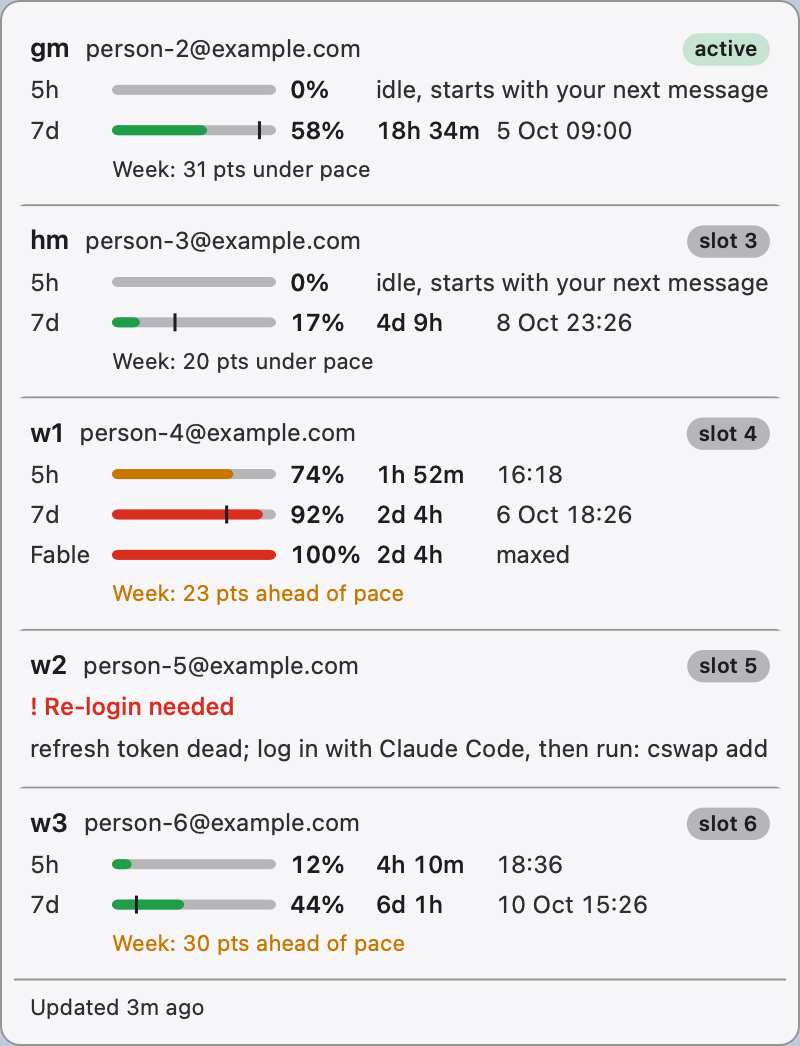 gm person-2@example.com active
5h 0% idle, starts with your next message
7d 58% 18h 34m 5 Oct 09:00
Week: 31 pts under pace
hm person-3@example.com slot 3
5h 0% idle, starts with your next message
7d 17% 4d 9h 8 Oct 23:26
Week: 20 pts under pace
w1 person-4@example.com slot 4
5h 74% 1h 52m 16:18
7d 92% 2d 4h 6 Oct 18:26
Fable 100% 2d 4h maxed
Week: 23 pts ahead of pace
w2 person-5@example.com slot 5
! Re-login needed
refresh token dead; log in with Claude Code, then run: cswap add
w3 person-6@example.com slot 6
5h 12% 4h 10m 18:36
7d 44% 6d 1h 10 Oct 15:26
Week: 30 pts ahead of pace
Updated 3m ago